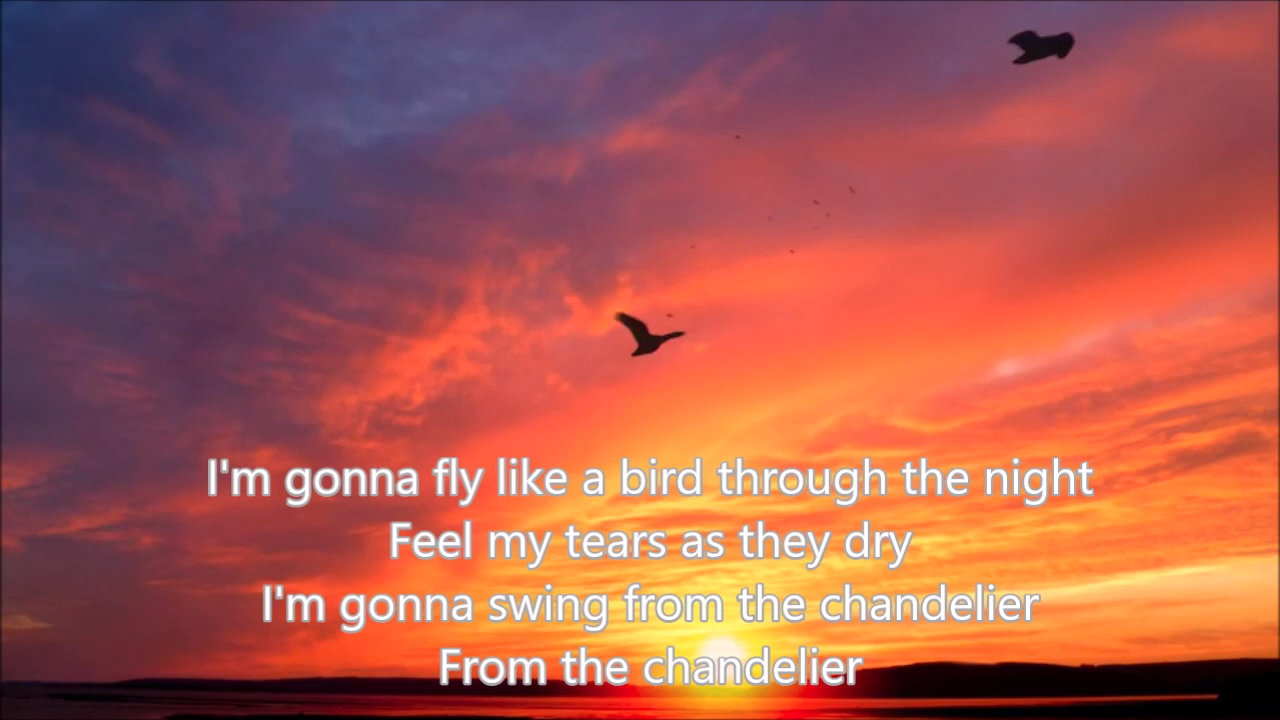 I'm gonna fly like a bird through the night
Feel my tears as they dry
I'm gonna swing from the chandelier
From the chandelier